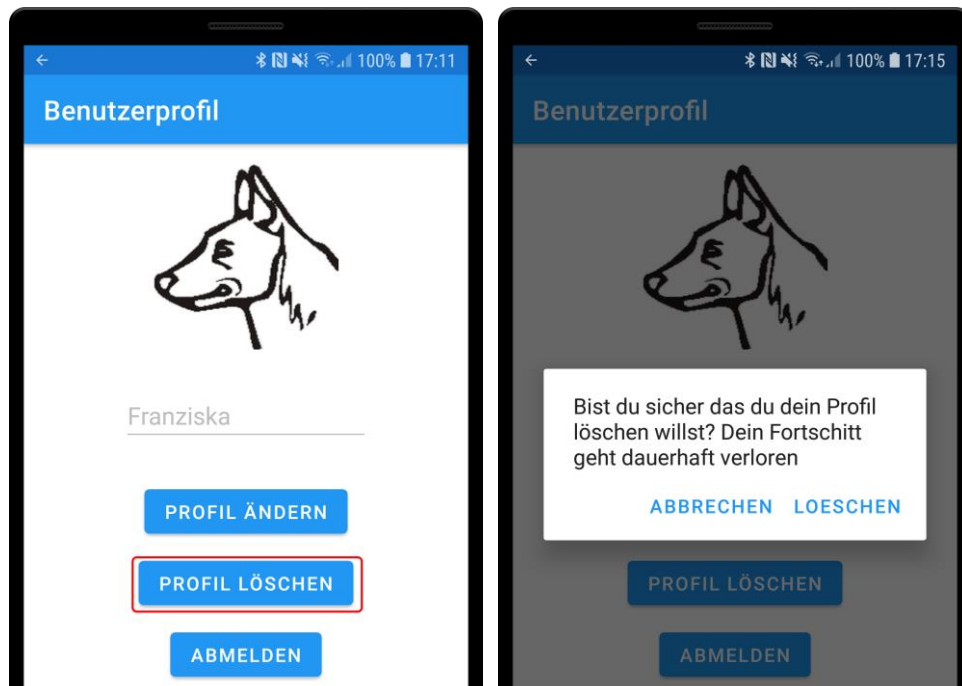 100% 17:11
Benutzerprofil
Franziska
PROFIL ÄNDERN
PROFIL LÖSCHEN
ABMELDEN
100% 17:15
Benutzerprofil
Bist du sicher das du dein Profil
löschen willst? Dein Fortschitt
geht dauerhaft verloren
ABBRECHEN LOESCHEN
PROFIL LÖSCHEN
ABMELDEN